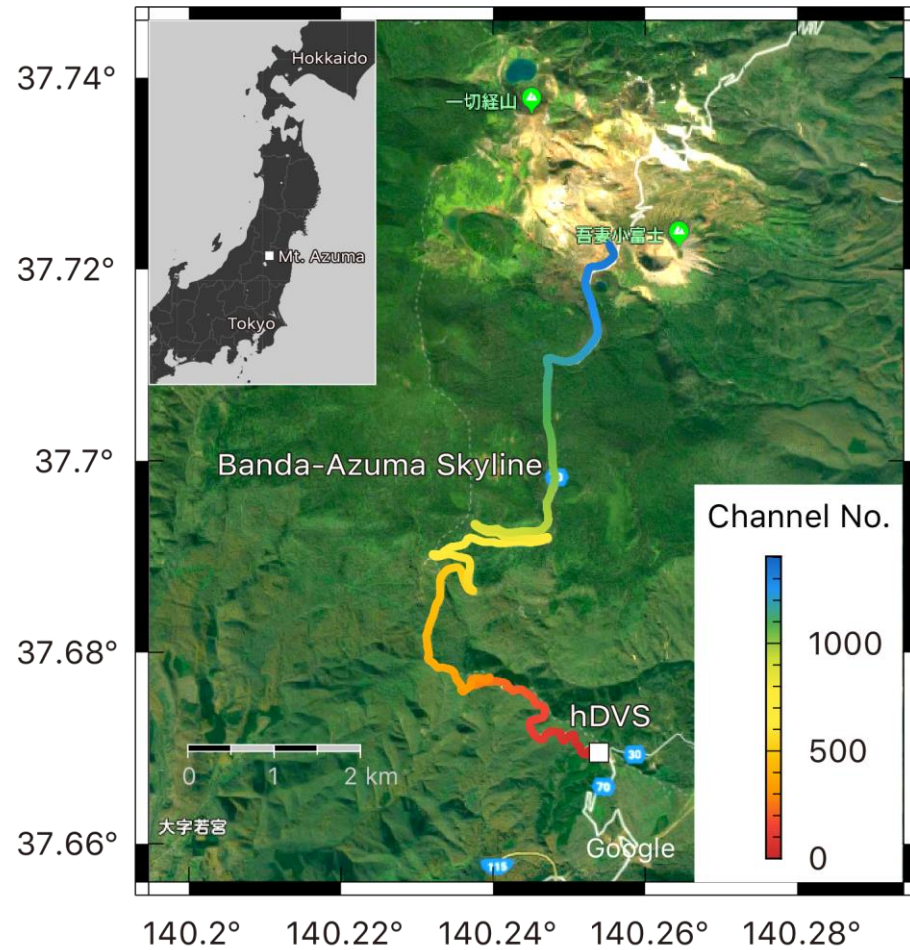 Hokkaido
Mt. Azuma
Tokyo
37.74°
37.72°
37.7°
37.68°
37.66°
一切経山
吾妻小富士
Banda-Azuma Skyline
Channel No.
1000
500
0
hDVS
30
70
0 1 2 km
大字若宮
Google
115
140.2° 140.22° 140.24° 140.26° 140.28°